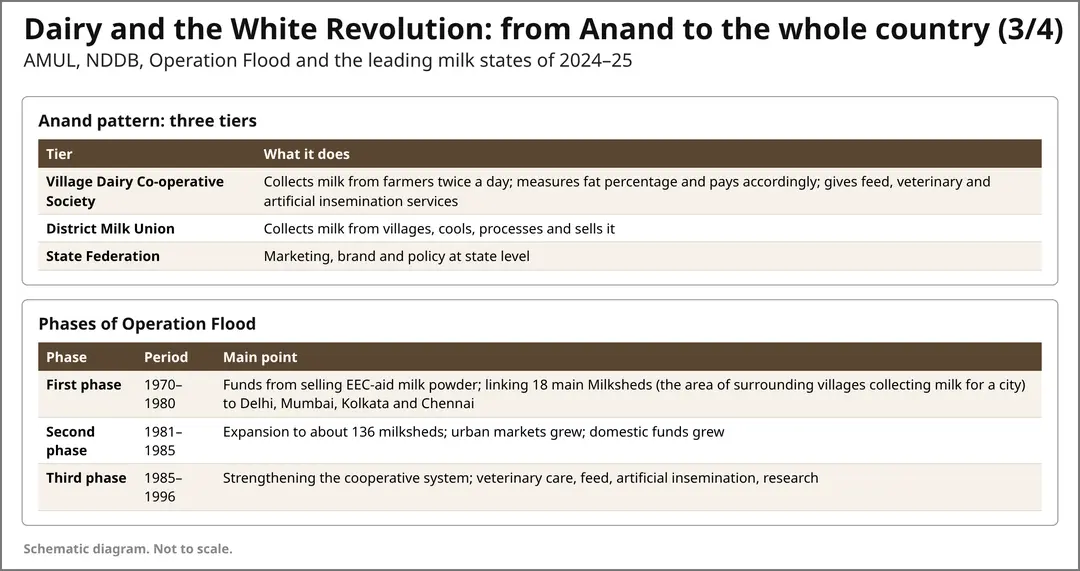 Dairy and the White Revolution: from Anand to the whole country (3/4)
AMUL, NDDB, Operation Flood and the leading milk states of 2024–25
Anand pattern: three tiers
Tier What it does
Village Dairy Co-operative Society Collects milk from farmers twice a day; measures fat percentage and pays accordingly; gives feed, veterinary and
artificial insemination services
District Milk Union Collects milk from villages, cools, processes and sells it
State Federation Marketing, brand and policy at state level
Phases of Operation Flood
Phase Period Main point
First phase 1970–1980 Funds from selling EEC-aid milk powder; linking 18 main Milksheds (the area of surrounding villages collecting milk for a city)
to Delhi, Mumbai, Kolkata and Chennai
Second phase 1981–1985 Expansion to about 136 milksheds; urban markets grew; domestic funds grew
Third phase 1985–1996 Strengthening the cooperative system; veterinary care, feed, artificial insemination, research
Schematic diagram. Not to scale.